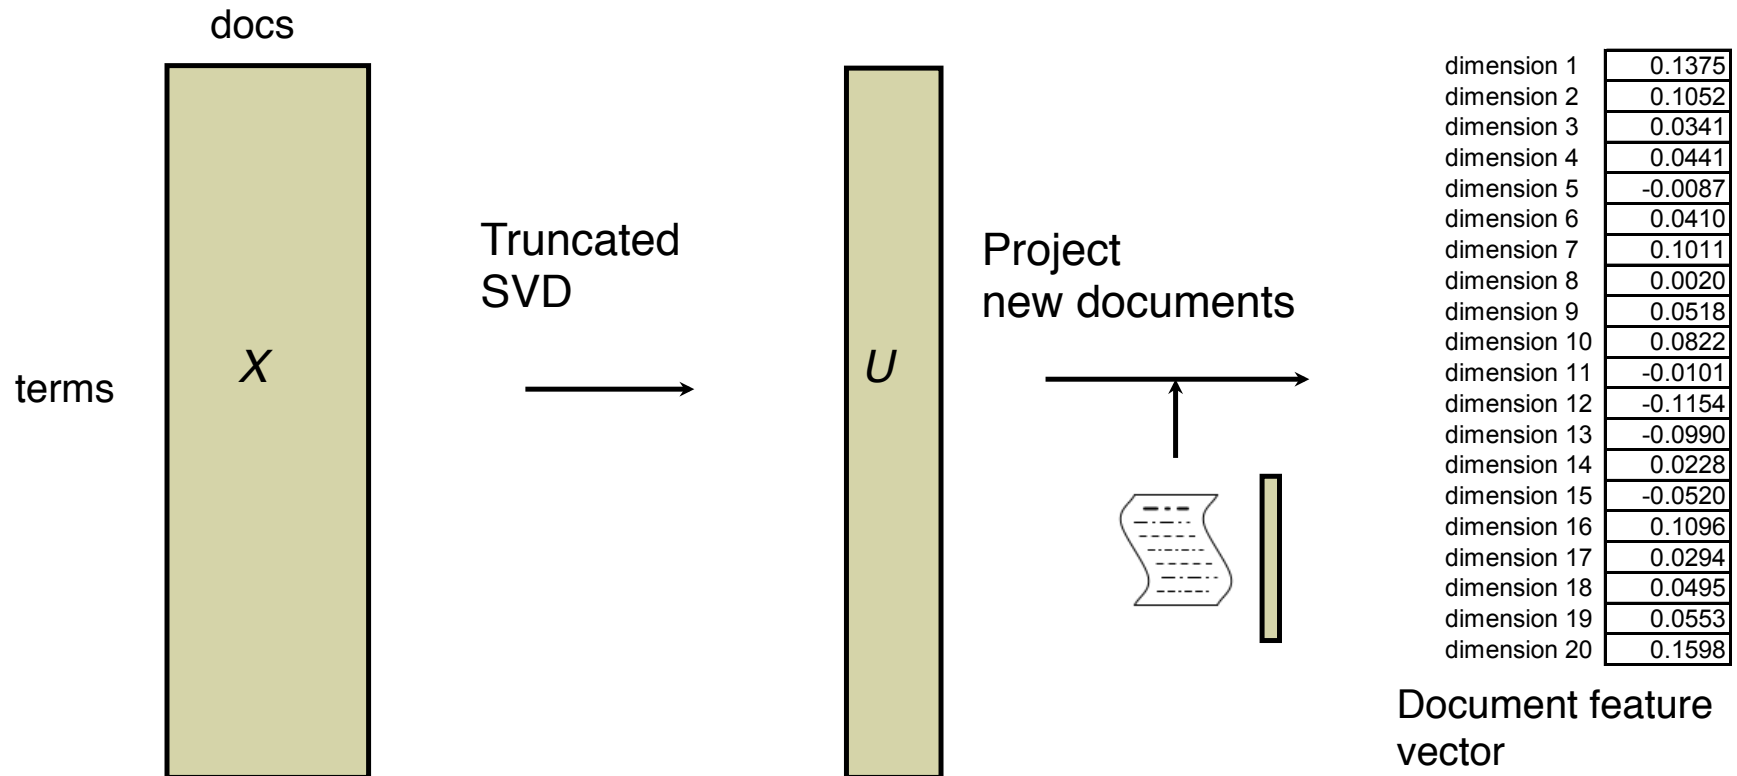 docs
terms
X
Truncated
SVD
U
Project
new documents
dimension 1 0.1375
dimension 2 0.1052
dimension 3 0.0341
dimension 4 0.0441
dimension 5 -0.0087
dimension 6 0.0410
dimension 7 0.1011
dimension 8 0.0020
dimension 9 0.0518
dimension 10 0.0822
dimension 11 -0.0101
dimension 12 -0.1154
dimension 13 -0.0990
dimension 14 0.0228
dimension 15 -0.0520
dimension 16 0.1096
dimension 17 0.0294
dimension 18 0.0495
dimension 19 0.0553
dimension 20 0.1598
Document feature
vector